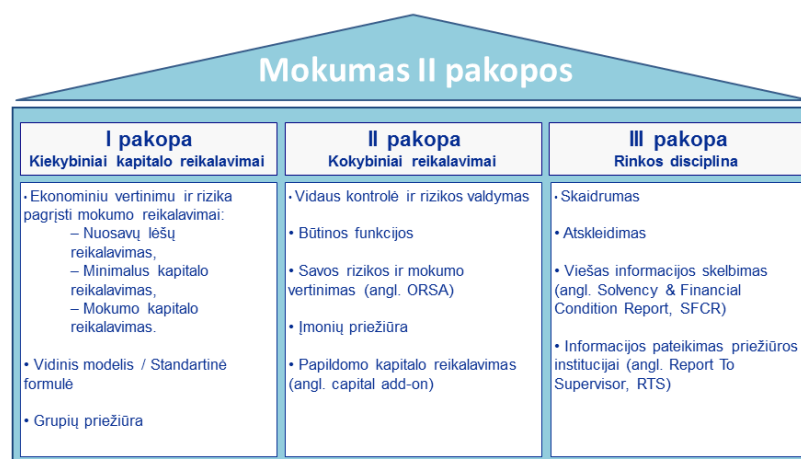 Mokumas II pakopos
I pakopa
Kiekybiniai kapitalo reikalavimai
• Ekonominiu vertinimu ir rizika
pagrįsti mokumo reikalavimai:
– Nuosavų lėšų
reikalavimas,
– Minimalus kapitalo
reikalavimas,
– Mokumo kapitalo
reikalavimas.
• Vidinis modelis / Standartinė
formulė
• Grupių priežiūra
II pakopa
Kokybiniai reikalavimai
• Vidaus kontrolė ir rizikos valdymas
• Būtinos funkcijos
• Savos rizikos ir mokumo
vertinimas (angl. ORSA)
• Įmonių priežiūra
• Papildomo kapitalo reikalavimas
(angl. capital add-on)
III pakopa
Rinkos disciplina
• Skaidrumas
• Atskleidimas
• Viešas informacijos skelbimas
(angl. Solvency & Financial
Condition Report, SFCR)
• Informacijos pateikimas priežiūros
institucijai (angl. Report To
Supervisor, RTS)